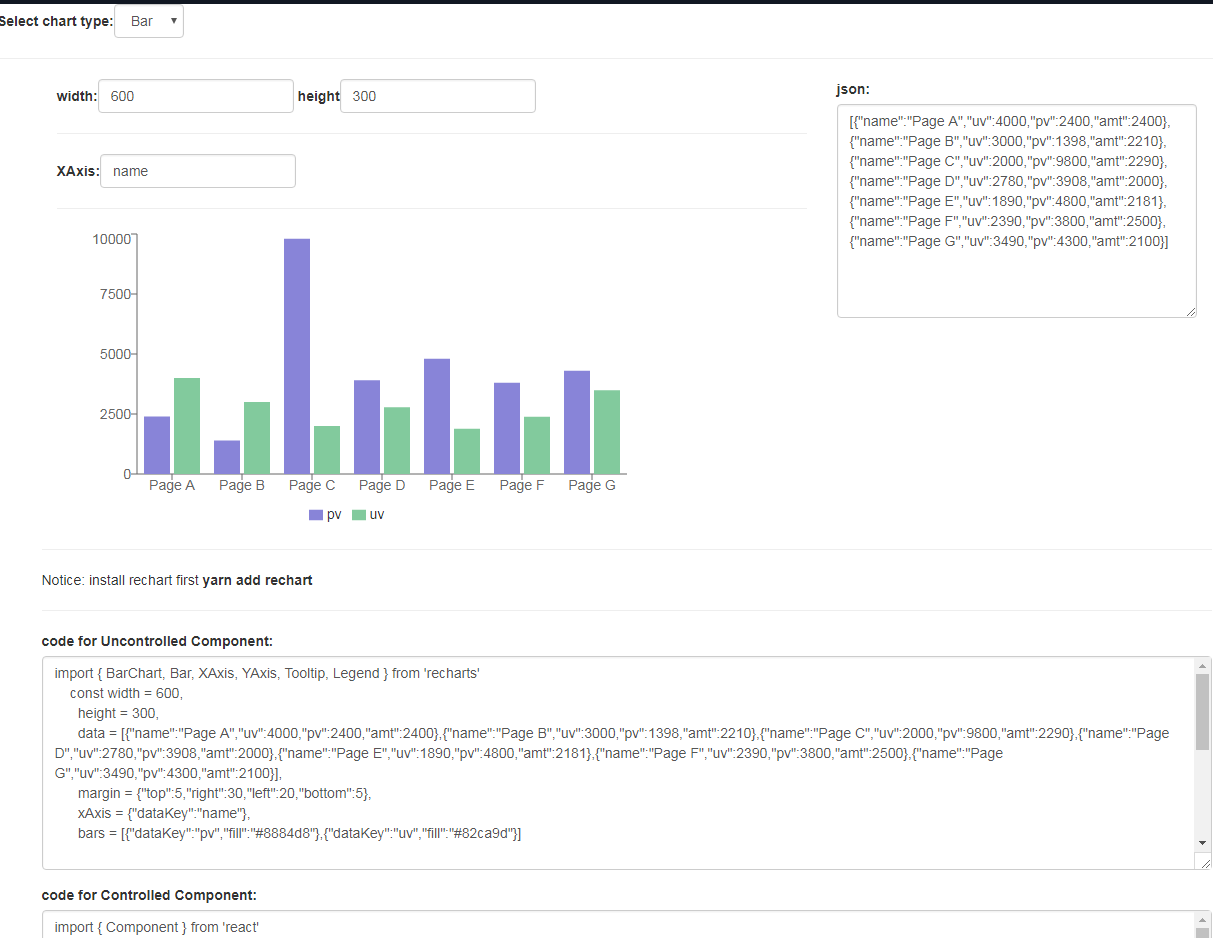 Select chart type: Bar
width: 600 height 300
XAxis: name
json:
[{"name":"Page A","uv":4000,"pv":2400,"amt":2400},
{"name":"Page B","uv":3000,"pv":1398,"amt":2210},
{"name":"Page C","uv":2000,"pv":9800,"amt":2290},
{"name":"Page D","uv":2780,"pv":3908,"amt":2000},
{"name":"Page E","uv":1890,"pv":4800,"amt":2181},
{"name":"Page F","uv":2390,"pv":3800,"amt":2500},
{"name":"Page G","uv":3490,"pv":4300,"amt":2100}]
10000
7500
5000
2500
0
Page A Page B Page C Page D Page E Page F Page G
pv uv
Notice: install rechart first yarn add rechart
code for Uncontrolled Component:
import { BarChart, Bar, XAxis, YAxis, Tooltip, Legend } from 'recharts'
const width = 600,
height = 300,
data = [{"name":"Page A","uv":4000,"pv":2400,"amt":2400},{"name":"Page B","uv":3000,"pv":1398,"amt":2210},{"name":"Page C","uv":2000,"pv":9800,"amt":2290},{"name":"Page
D","uv":2780,"pv":3908,"amt":2000},{"name":"Page E","uv":1890,"pv":4800,"amt":2181},{"name":"Page F","uv":2390,"pv":3800,"amt":2500},{"name":"Page
G","uv":3490,"pv":4300,"amt":2100}],
margin = {"top":5,"right":30,"left":20,"bottom":5},
xAxis = {"dataKey":"name"},
bars = [{"dataKey":"pv","fill":"#8884d8"},{"dataKey":"uv","fill":"#82ca9d"}]
code for Controlled Component:
import { Component } from 'react'